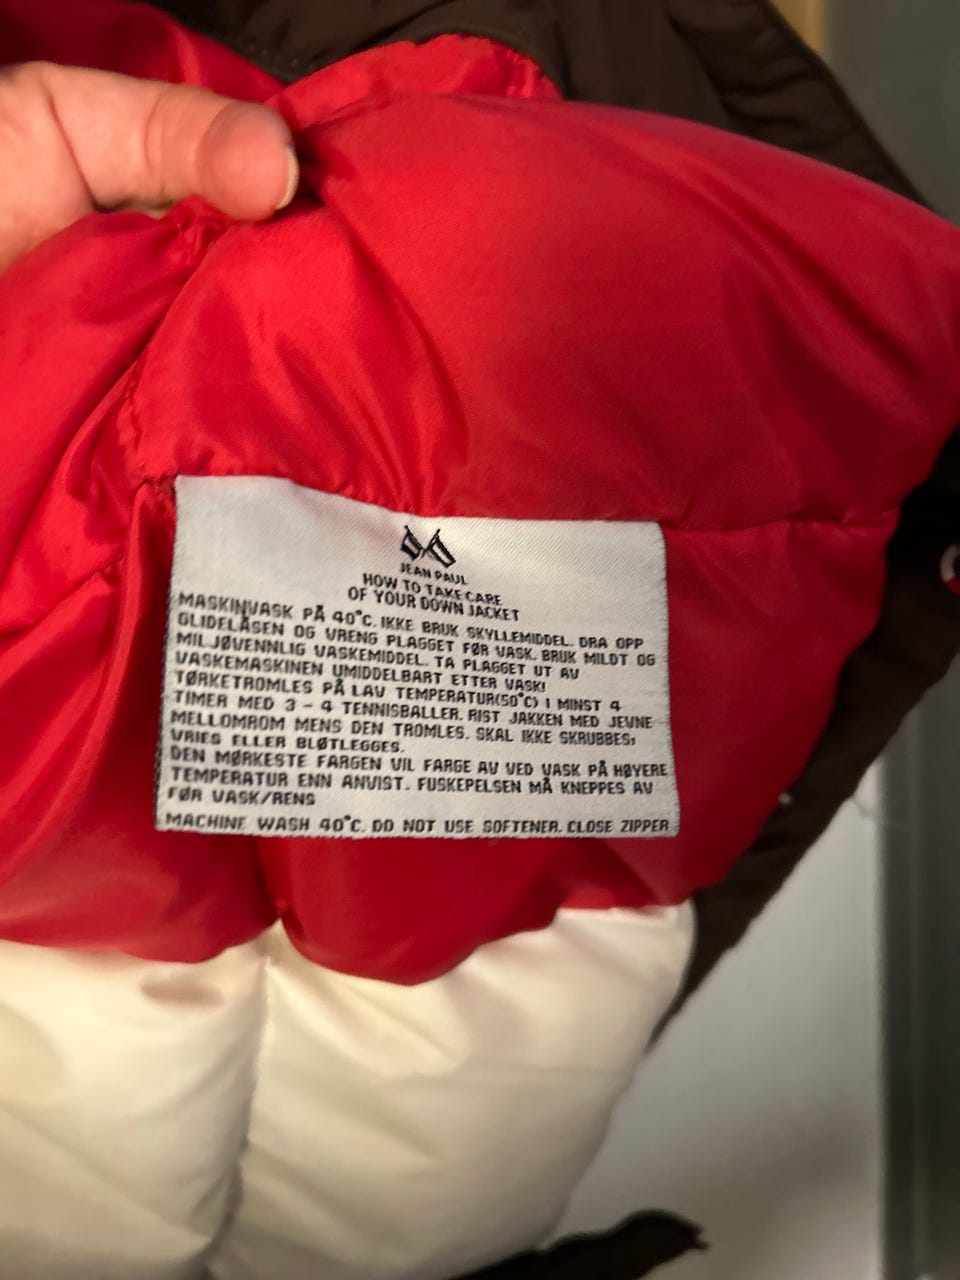 JEAN PAUL
HOW TO TAKE CARE
OF YOUR DOWN JACKET
MASKINVASK PÅ 40°C. IKKE BRUK SKYLLEMIDDEL. DRA OPP
GLIDELÅSEN OG VRENG PLAGGET FØR VASK. BRUK MILDT OG
MILJØVENNLIG VASKEMIDDEL. TA PLAGGET UT AV
VASKEMASKINEN UMIDDELBART ETTER VASK!
TØRKETROMLES PÅ LAV TEMPERATUR(50°C) I MINST 4
TIMER MED 3 - 4 TENNISBALLER. RIST JAKKEN MED JEVNE
MELLOMROM MENS DEN TROMLES. SKAL IKKE SKRUBBES,
VRIES ELLER BLØTLEGGES.
DEN MØRKESTE FARGEN VIL FARGE AV VED VASK PÅ HØYERE
TEMPERATUR ENN ANVIST. FUSKEPELSEN MÅ KNEPPES AV
FØR VASK/RENS
MACHINE WASH 40°C. DO NOT USE SOFTENER. CLOSE ZIPPER